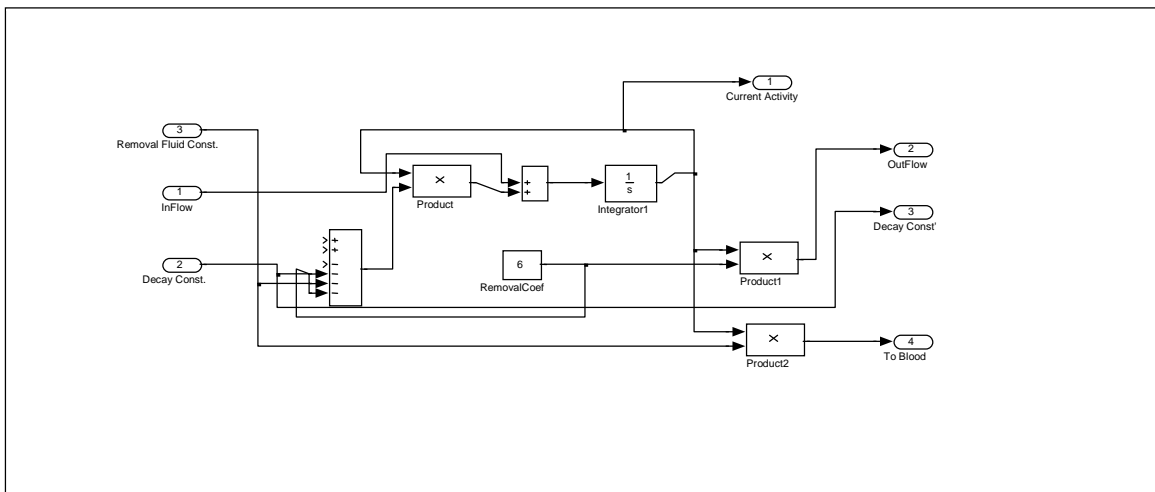 1
Current Activity
3
Removal Fluid Const.
2
OutFlow
×
Product
+
+
1
s
Integrator1
1
InFlow
3
Decay Const'
+
+
−
−
−
−
2
Decay Const.
6
RemovalCoef
×
Product1
×
Product2
4
To Blood